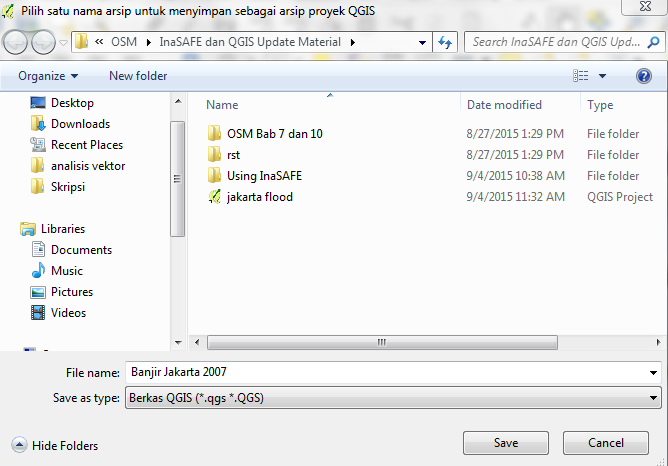 Pilih satu nama arsip untuk menyimpan sebagai arsip proyek QGIS
« OSM InaSAFE dan QGIS Update Material Search InaSAFE dan QGIS Upd...
Organize New folder
Name Date modified Type
Desktop
Downloads
Recent Places
analisis vektor
Skripsi
Libraries
Documents
Music
Pictures
Videos
OSM Bab 7 dan 10 8/27/2015 1:29 PM File folder
rst 8/27/2015 1:29 PM File folder
Using InaSAFE 9/4/2015 10:38 AM File folder
jakarta flood 9/4/2015 11:32 AM QGIS Project
File name: Banjir Jakarta 2007
Save as type: Berkas QGIS (*.qgs *.QGS)
Hide Folders Save Cancel